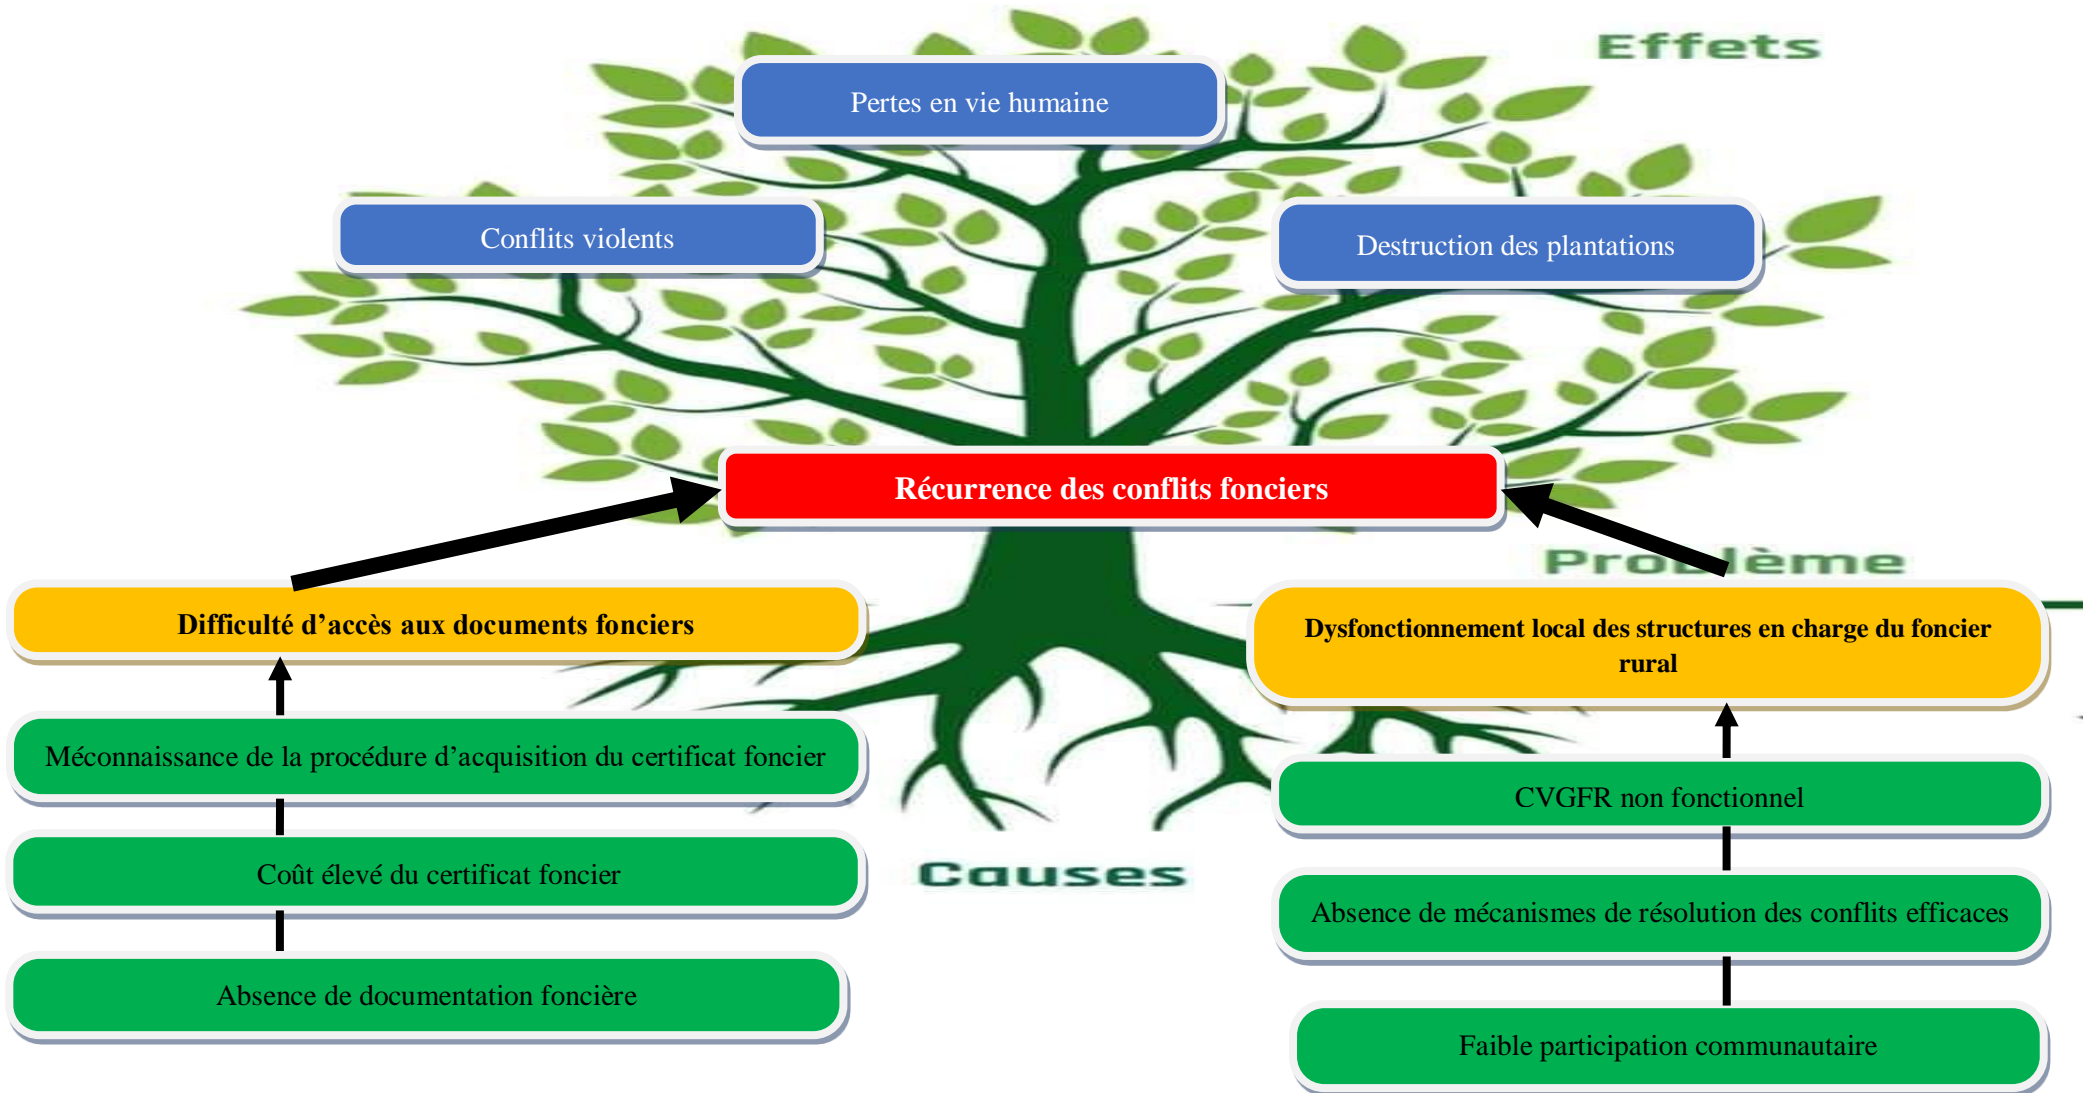 Effets
Pertes en vie humaine
Conflits violents
Destruction des plantations
Récurrence des conflits fonciers
Problème
Difficulté d’accès aux documents fonciers
Dysfonctionnement local des structures en charge du foncier
rural
Méconnaissance de la procédure d’acquisition du certificat foncier
CVGFR non fonctionnel
Coût élevé du certificat foncier
Causes
Absence de mécanismes de résolution des conflits efficaces
Absence de documentation foncière
Faible participation communautaire